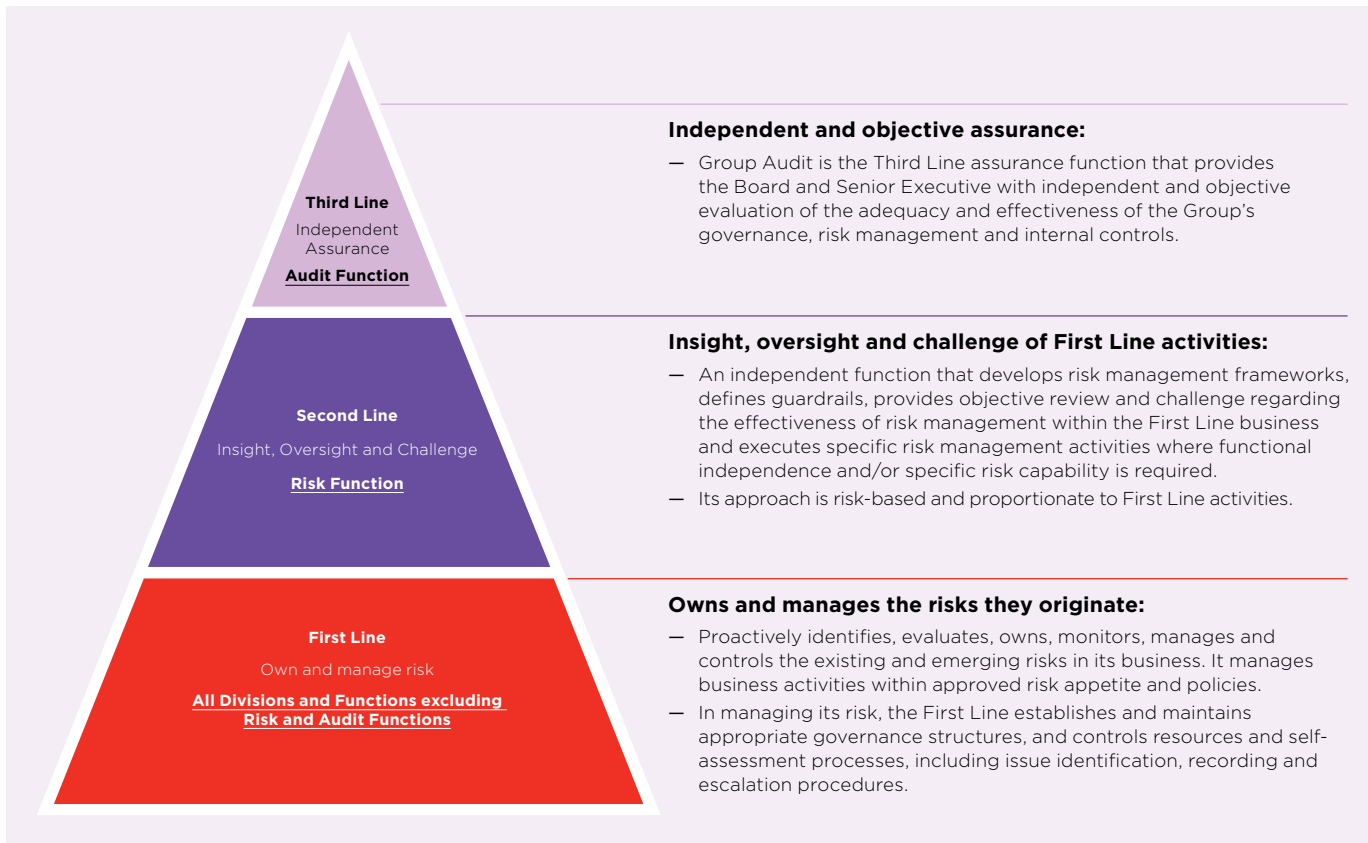 Third Line
Independent
Assurance
Audit Function
Independent and objective assurance:
— Group Audit is the Third Line assurance function that provides
the Board and Senior Executive with independent and objective
evaluation of the adequacy and effectiveness of the Group’s
governance, risk management and internal controls.
Second Line
Insight, Oversight and Challenge
Risk Function
Insight, oversight and challenge of First Line activities:
— An independent function that develops risk management frameworks,
defines guardrails, provides objective review and challenge regarding
the effectiveness of risk management within the First Line business
and executes specific risk management activities where functional
independence and/or specific risk capability is required.
— Its approach is risk-based and proportionate to First Line activities.
First Line
Own and manage risk
All Divisions and Functions excluding
Risk and Audit Functions
Owns and manages the risks they originate:
— Proactively identifies, evaluates, owns, monitors, manages and
controls the existing and emerging risks in its business. It manages
business activities within approved risk appetite and policies.
— In managing its risk, the First Line establishes and maintains
appropriate governance structures, and controls resources and self-
assessment processes, including issue identification, recording and
escalation procedures.